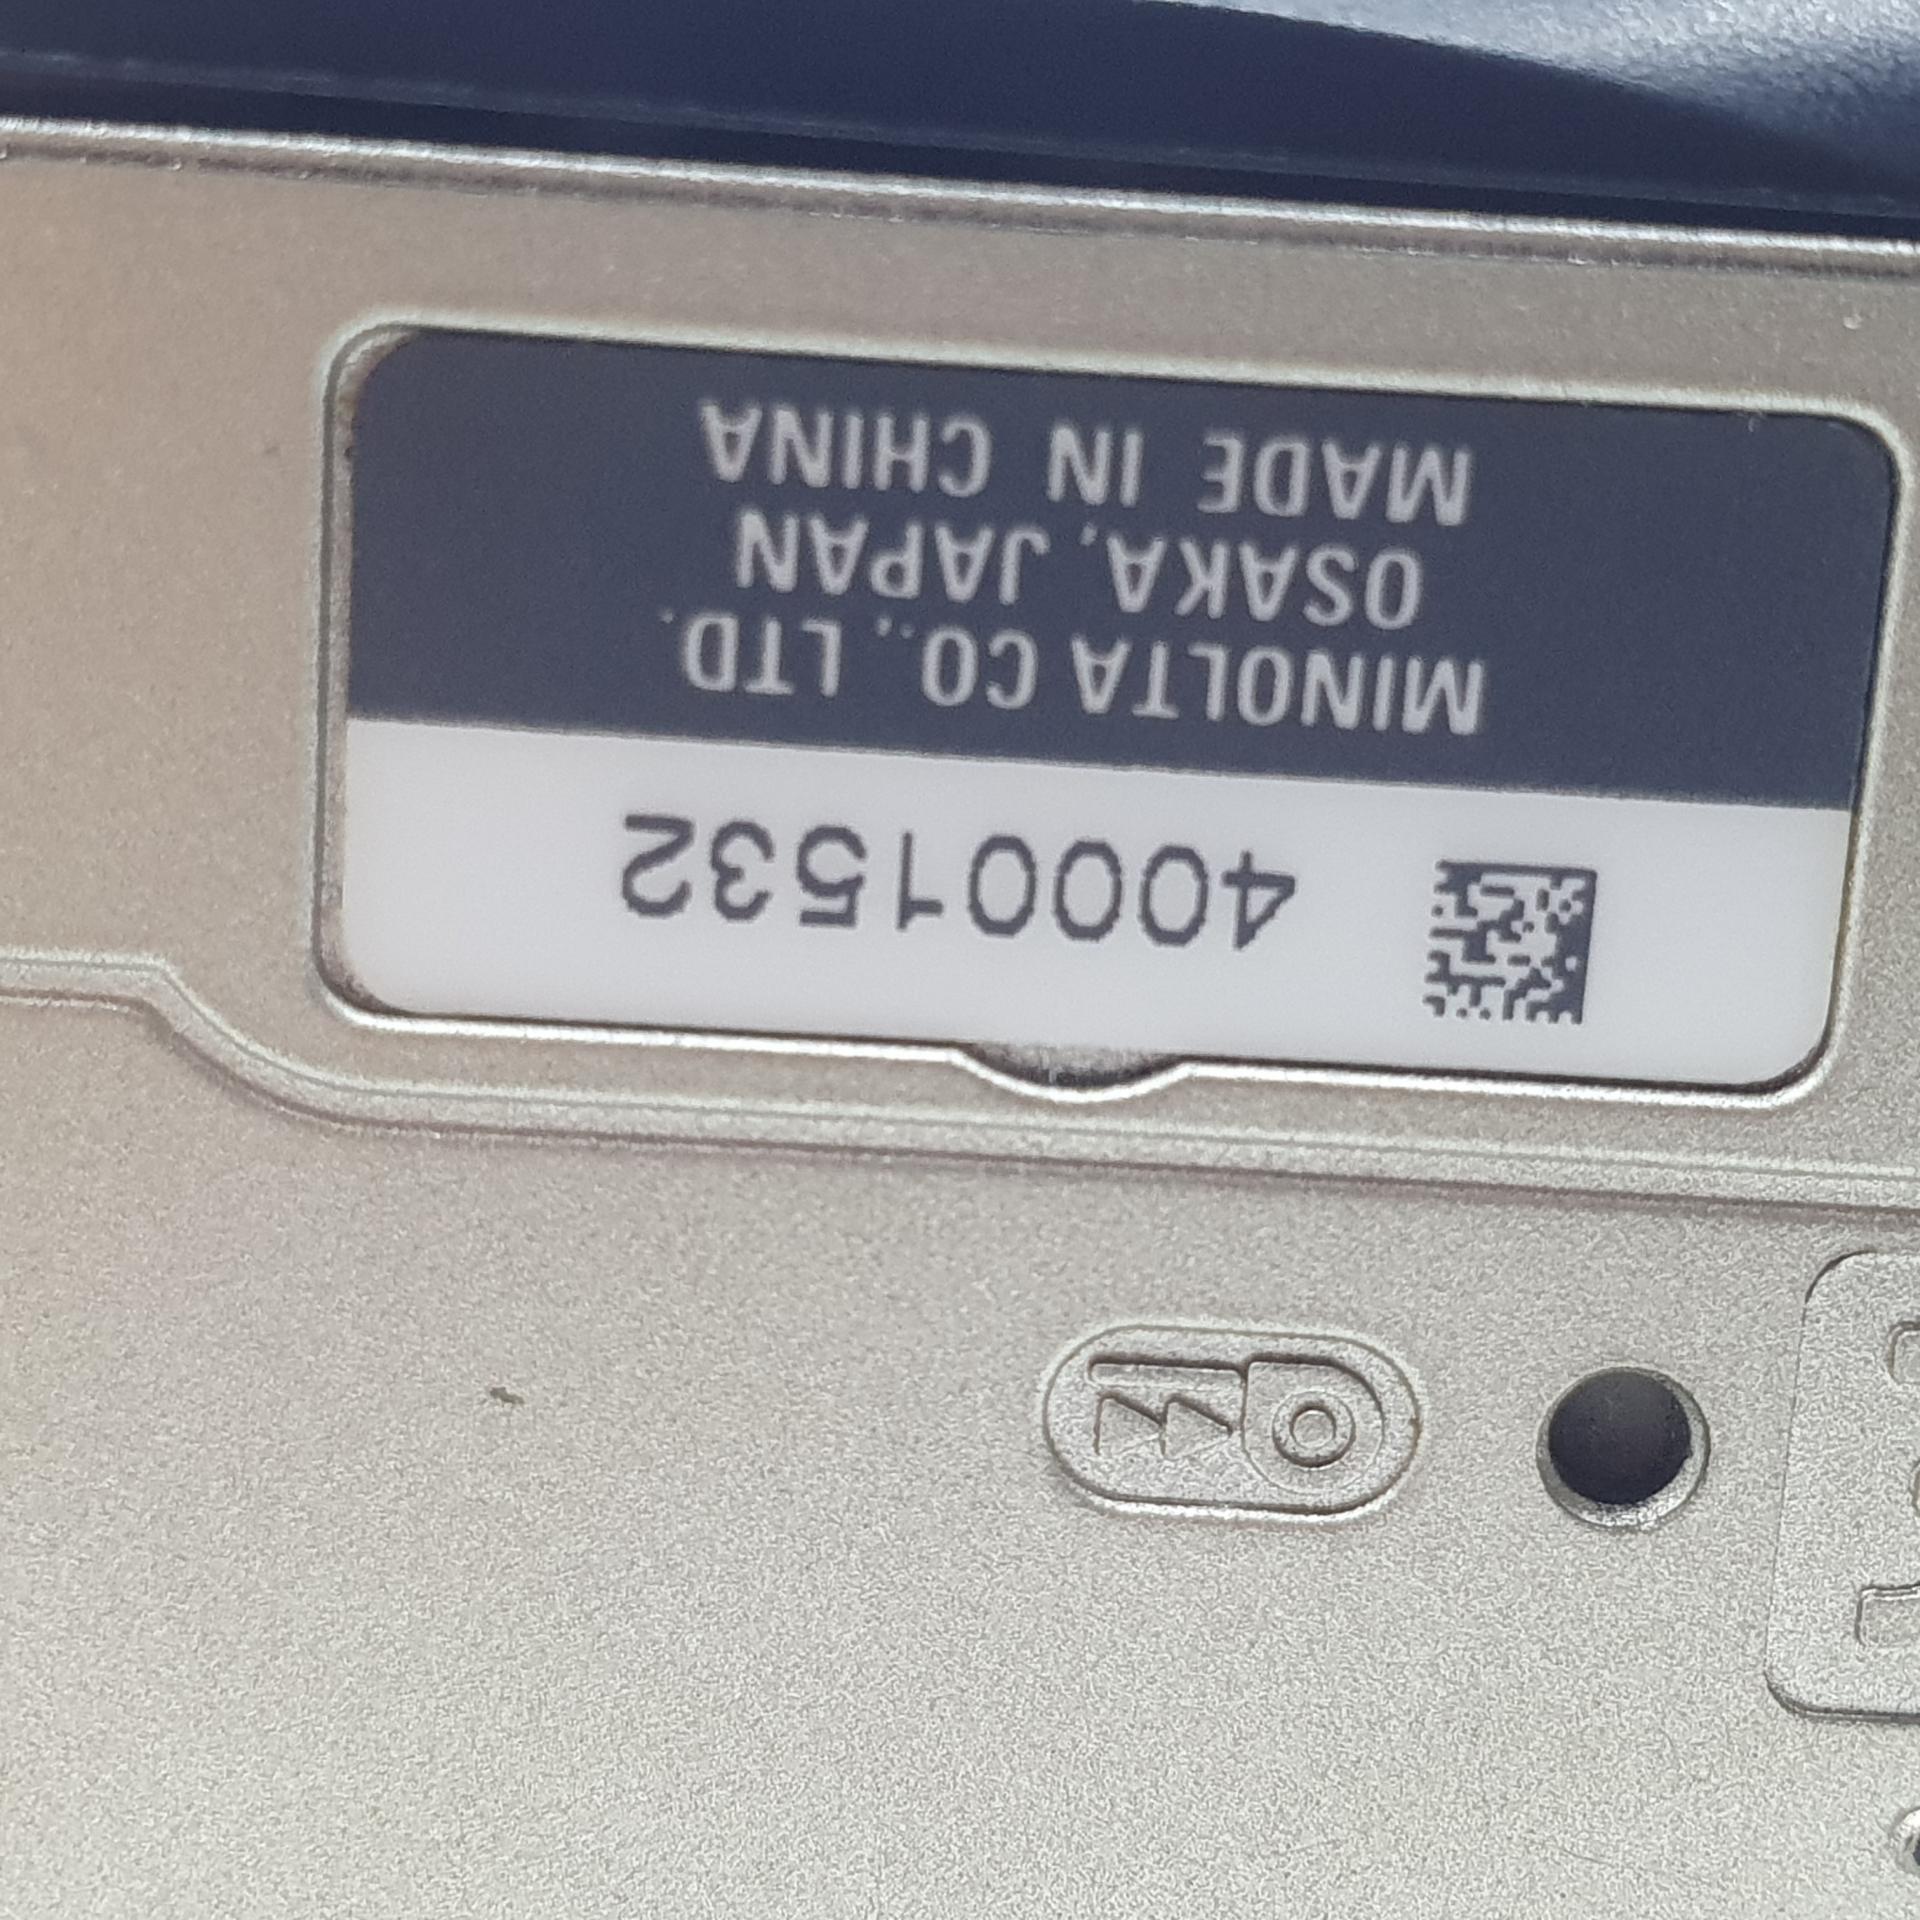 40001532
MINOLTA CO., LTD.
OSAKA, JAPAN
MADE IN CHINA